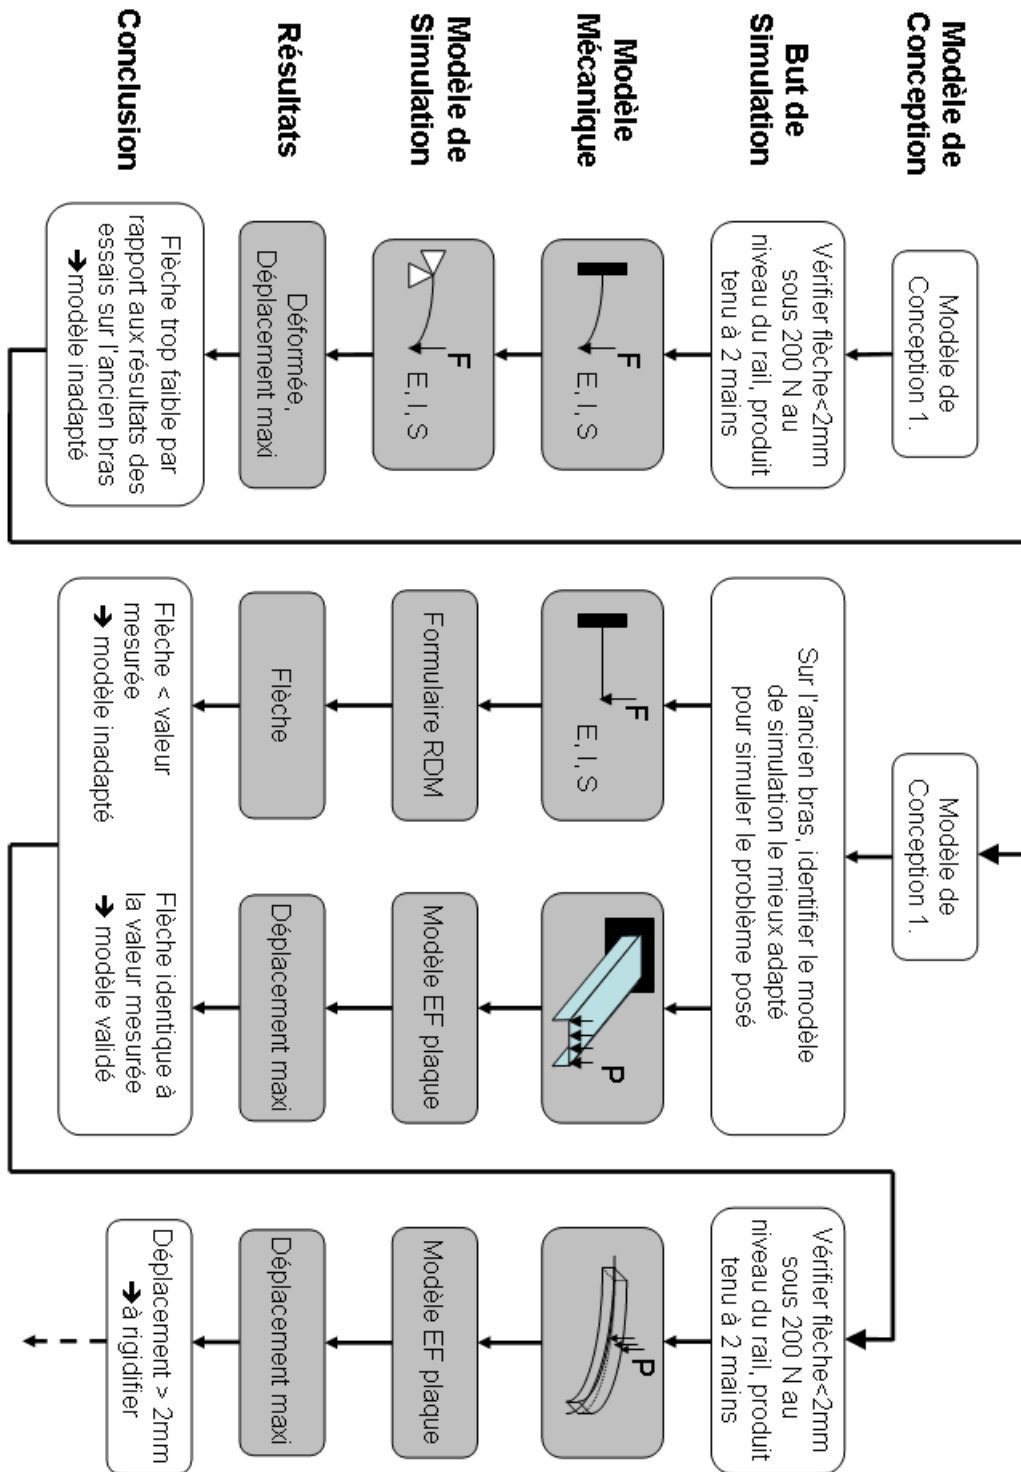 Modèle de
Conception
But de
Simulation
Modèle
Mécanique
Modèle de
Simulation
Résultats
Conclusion
Modèle de
Conception 1.
Vérifier flèche<2mm
sous 200 N au
niveau du rail, produit
tenu à 2 mains
F
E, I, S
F
E, I, S
Déformée,
Déplacement maxi
Flèche trop faible par
rapport aux résultats des
essais sur l'ancien bras
➔modèle inadapté
Modèle de
Conception 1.
Sur l'ancien bras, identifier le modèle
de simulation le mieux adapté
pour simuler le problème posé
F
E, I, S
Formulaire RDM
Flèche
Flèche < valeur
mesurée
➔ modèle inadapté
P
Modèle EF plaque
Déplacement maxi
Flèche identique à
la valeur mesurée
➔ modèle validé
Vérifier flèche<2mm
sous 200 N au
niveau du rail, produit
tenu à 2 mains
P
Modèle EF plaque
Déplacement maxi
Déplacement > 2mm
➔à rigidifier